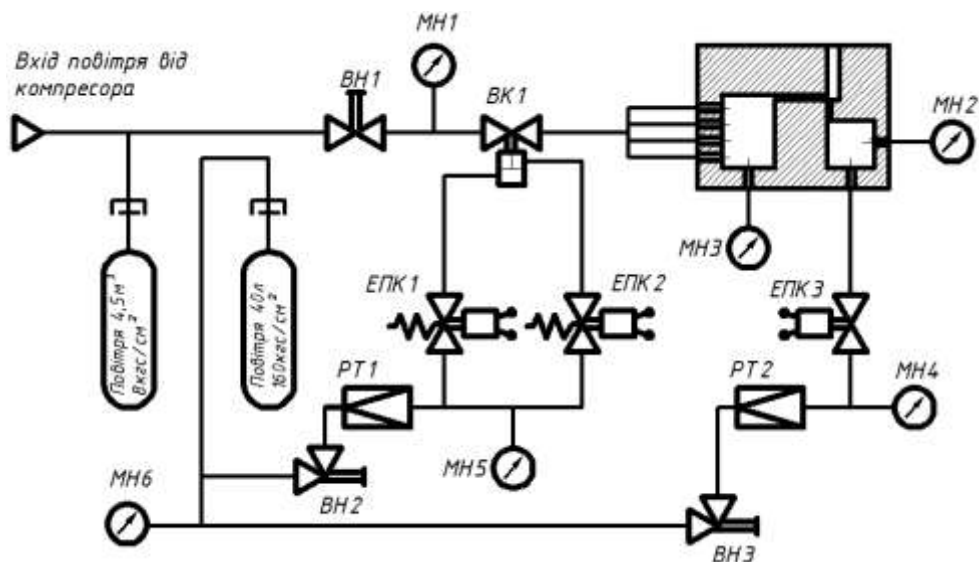 Вхід повітря від
компресора
ВН1
МН1
ВК1
МН2
МН3
ЕПК1
ЕПК2
ЕПК3
Повітря 4,5м³
8кгс/см²
Повітря 40л
160кгс/см²
РТ1
РТ2
МН4
МН5
МН6
ВН2
ВН3